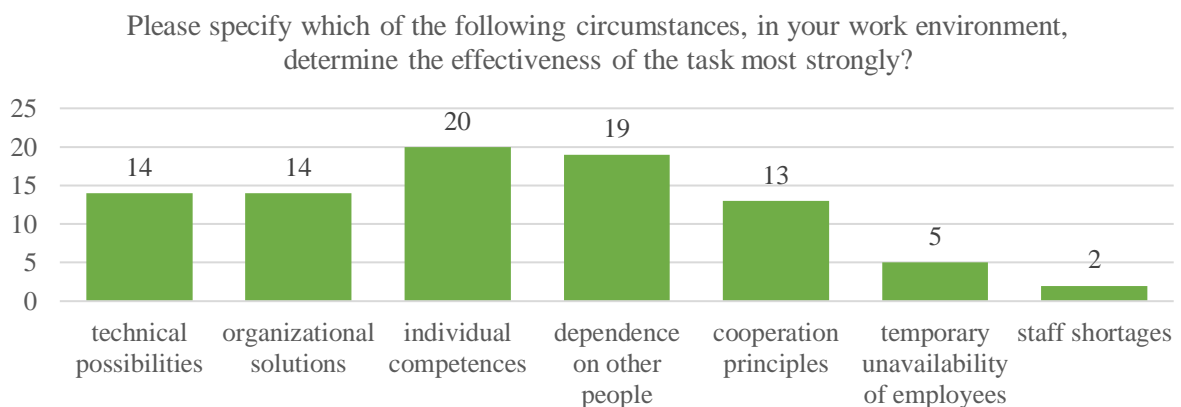 Please specify which of the following circumstances, in your work environment,
determine the effectiveness of the task most strongly?
25
20
15
10
5
0
14
14
20
19
13
5
2
technical
possibilities
organizational
solutions
individual
competences
dependence
on other
people
cooperation
principles
temporary
unavailability
of employees
staff shortages